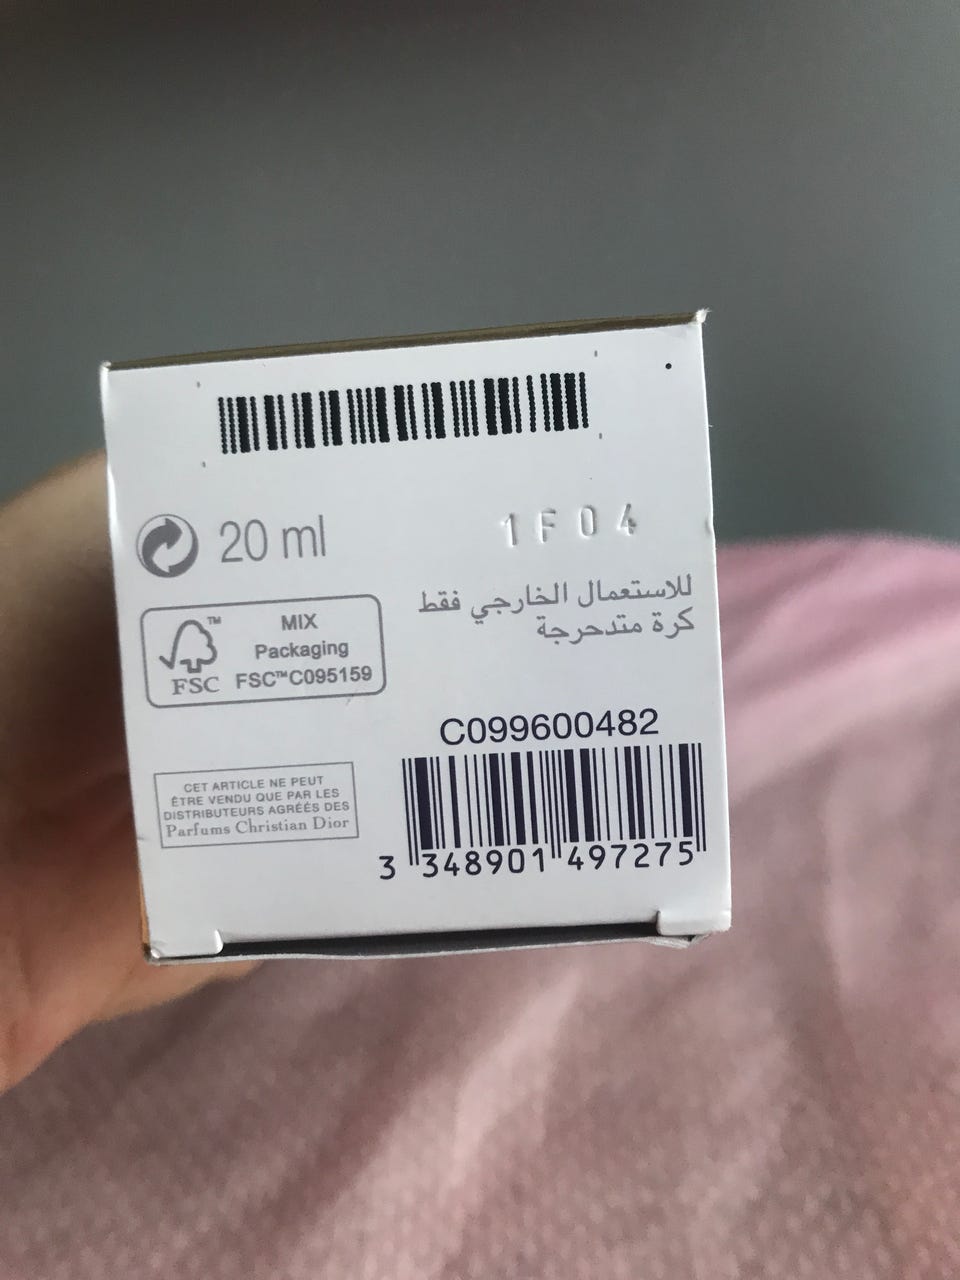 20 ml
1F04
للاستعمال الخارجي فقط
كرة متدحرجة
FSC™
MIX
Packaging
FSC™C095159
C099600482
CET ARTICLE NE PEUT
ÊTRE VENDU QUE PAR LES
DISTRIBUTEURS AGRÉÉS DES
Parfums Christian Dior
3 348901 497275